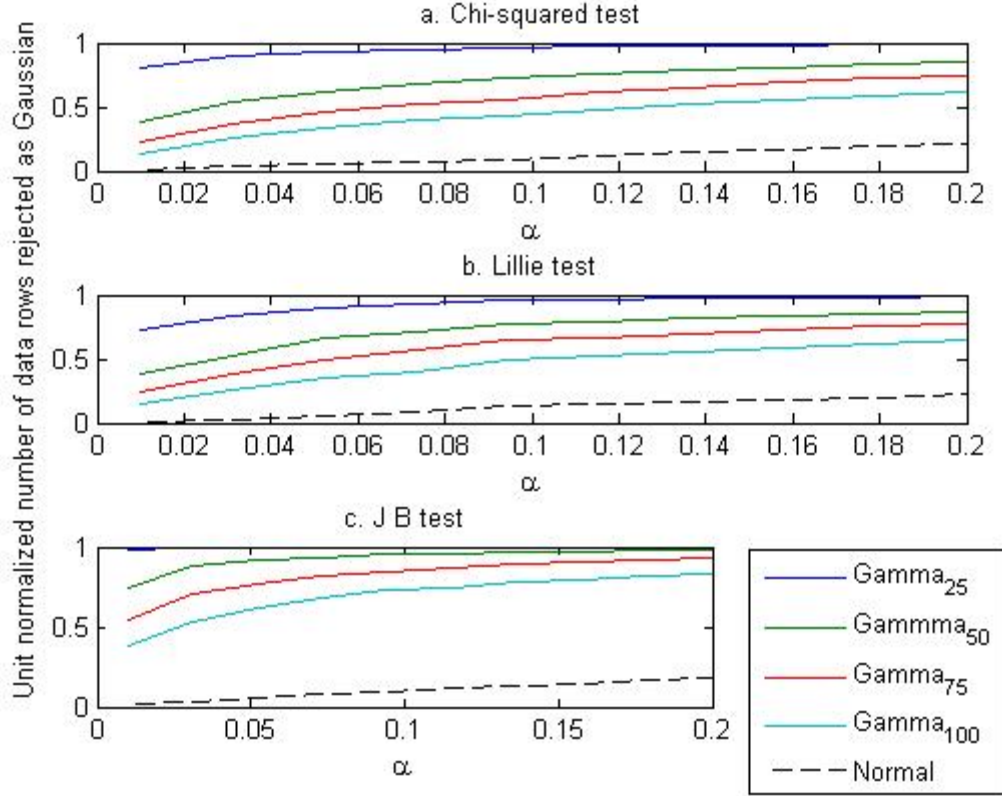 Unit normalized number of data rows rejected as Gaussian
a. Chi-squared test
1
0.5
0
0 0.02 0.04 0.06 0.08 0.1 0.12 0.14 0.16 0.18 0.2
α
b. Lillie test
1
0.5
0
0 0.02 0.04 0.06 0.08 0.1 0.12 0.14 0.16 0.18 0.2
α
c. J B test
1
0.5
0
0 0.05 0.1 0.15 0.2
α
Gamma25
Gammma50
Gamma75
Gamma100
Normal